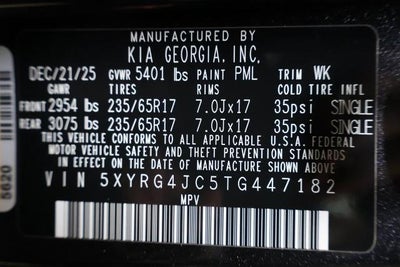 MANUFACTURED BY
KIA GEORGIA, INC.
DEC/21/25 GVWR 5401 lbs PAINT PML TRIM WK
GAWR TIRES RIMS COLD TIRE INFL
FRONT 2954 lbs 235/65R17 7.0Jx17 35psi SINGLE
REAR 3075 lbs 235/65R17 7.0Jx17 35psi SINGLE
THIS VEHICLE CONFORMS TO ALL APPLICABLE U.S.A. FEDERAL
MOTOR VEHICLE SAFETY AND THEFT PREVENTION STANDARDS
IN EFFECT ON THE DATE OF MANUFACTURE SHOWN ABOVE
VIN 5XYRG4JC5TG447182
MPV
5620